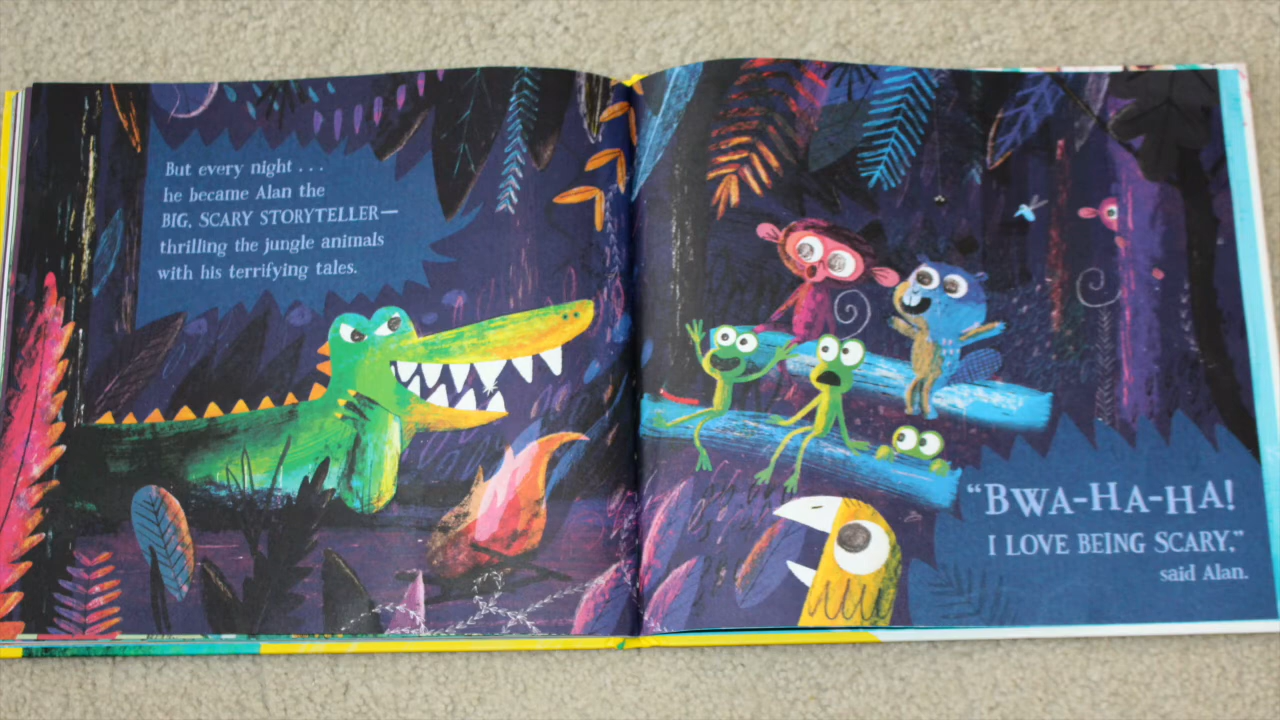 But every night . . .
he became Alan the
BIG, SCARY STORYTELLER—
thrilling the jungle animals
with his terrifying tales.
“BWA-HA-HA!
I LOVE BEING SCARY,”
said Alan.